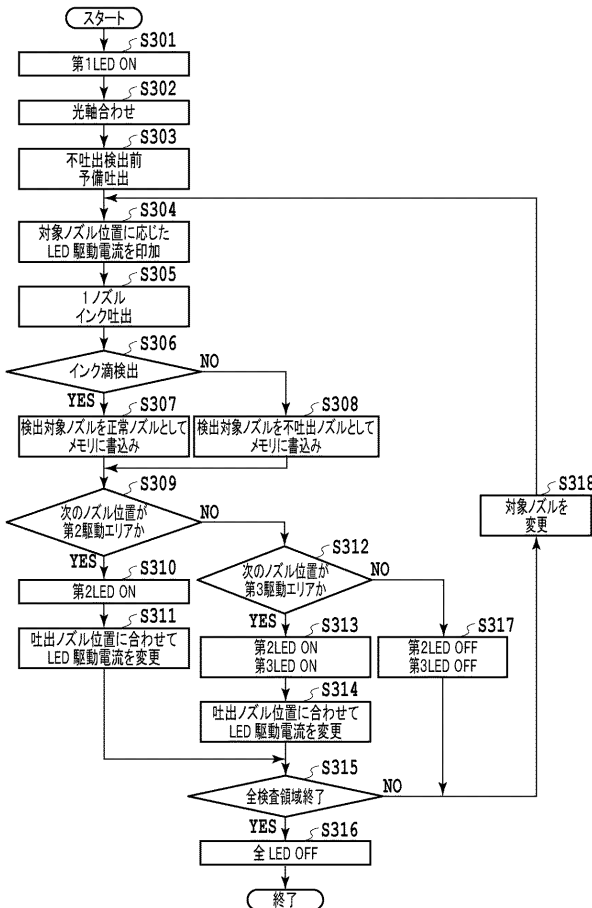 スタート
S301
第1LED ON
S302
光軸合わせ
S303
不吐出検出前
予備吐出
S304
対象ノズル位置に応じた
LED 駆動電流を印加
S305
1ノズル
インク吐出
S306
インク滴検出
NO
YES
S307
検出対象ノズルを正常ノズルとして
メモリに書込み
S308
検出対象ノズルを不吐出ノズルとして
メモリに書込み
S309
次のノズル位置が
第2駆動エリアか
NO
YES
S310
第2LED ON
S311
吐出ノズル位置に合わせて
LED 駆動電流を変更
S312
次のノズル位置が
第3駆動エリアか
NO
YES
S313
第2LED ON
第3LED ON
S314
吐出ノズル位置に合わせて
LED 駆動電流を変更
S317
第2LED OFF
第3LED OFF
S318
対象ノズルを
変更
S315
全検査領域終了
NO
YES
S316
全 LED OFF
終了